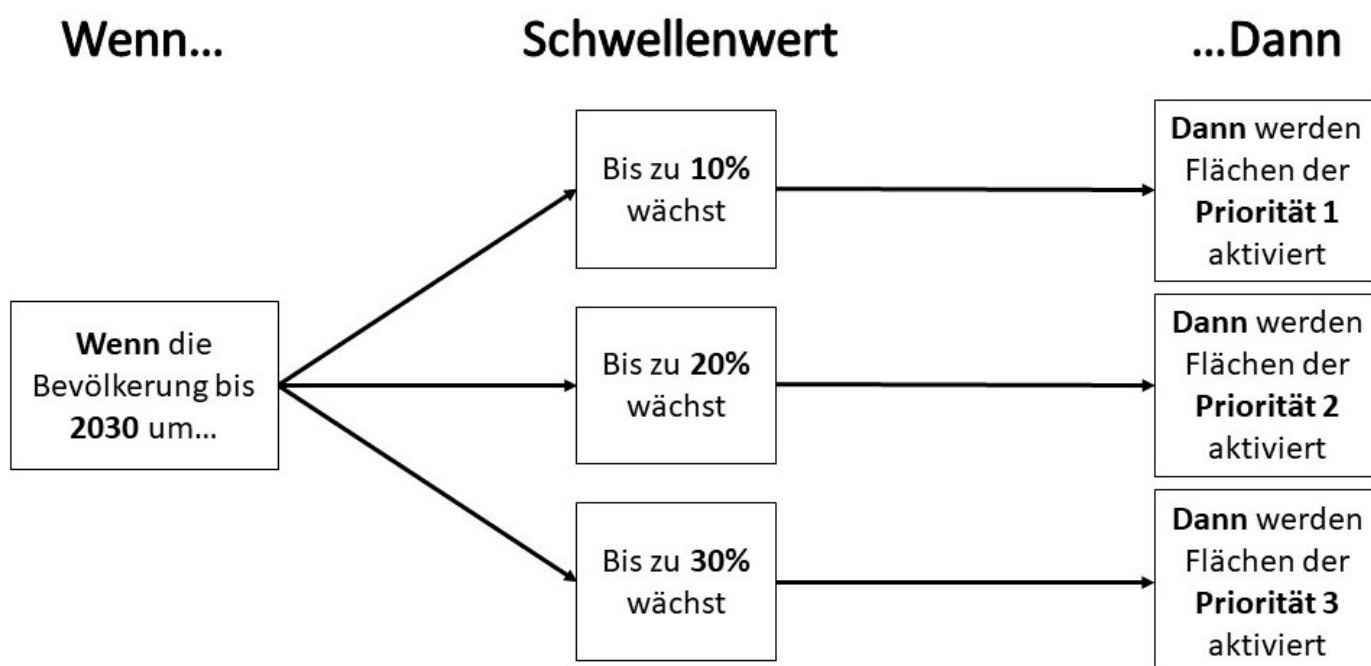 Wenn...
Schwellenwert
...Dann
Wenn die
Bevölkerung bis
2030 um...
Bis zu 10%
wächst
Dann werden
Flächen der
Priorität 1
aktiviert
Bis zu 20%
wächst
Dann werden
Flächen der
Priorität 2
aktiviert
Bis zu 30%
wächst
Dann werden
Flächen der
Priorität 3
aktiviert